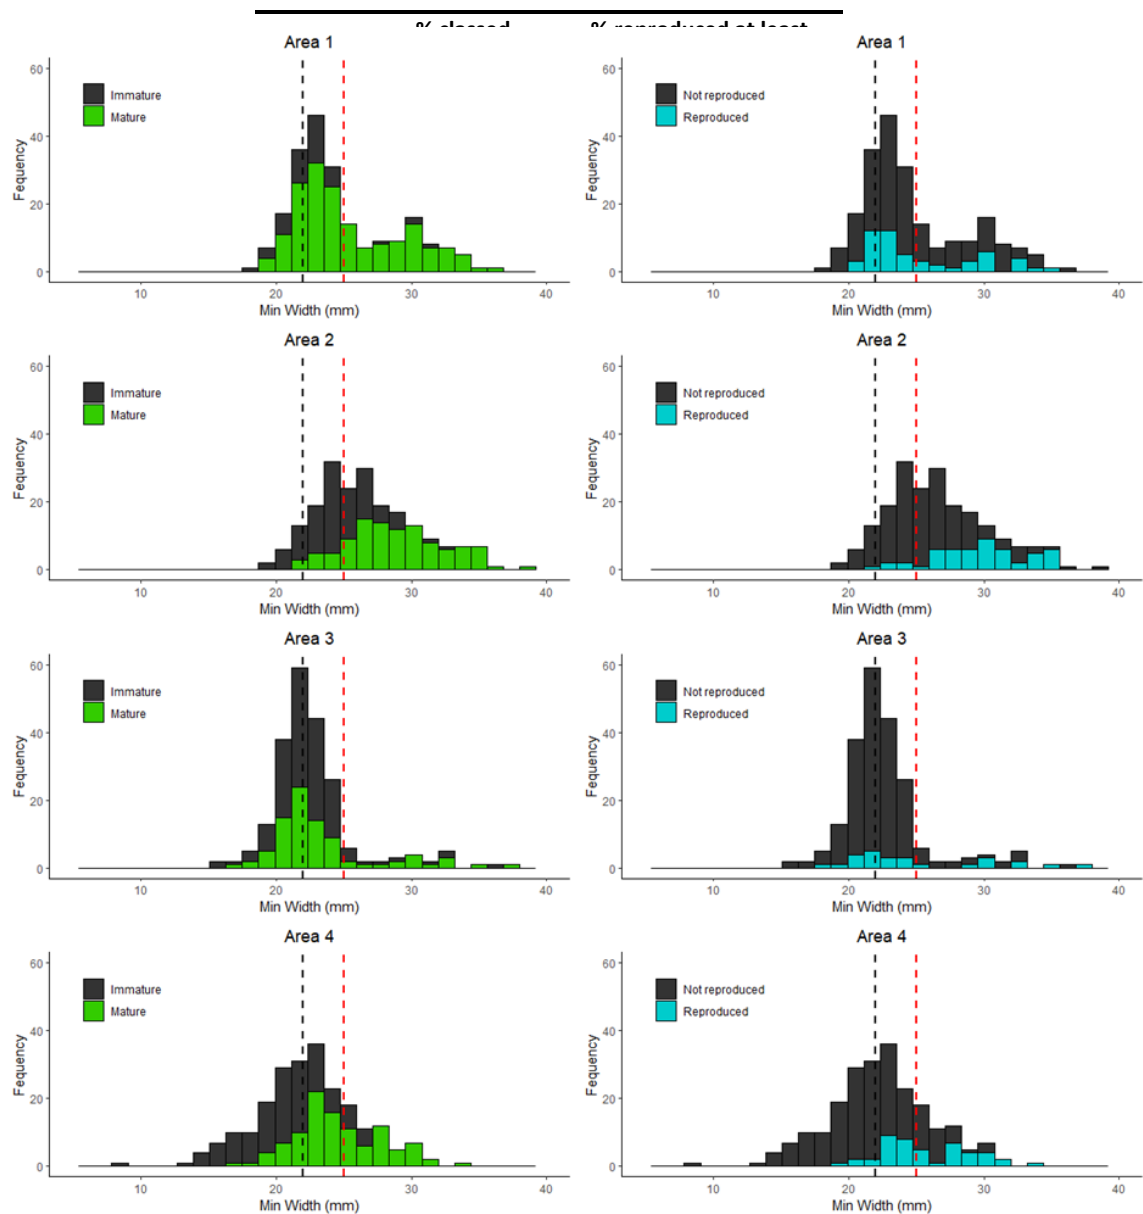 % classed % reproduced at least
Area 1
60
40
20
0
Fequency
Immature
Mature
10 20 30 40
Min Width (mm)
Area 1
60
40
20
0
Fequency
Not reproduced
Reproduced
10 20 30 40
Min Width (mm)
Area 2
60
40
20
0
Fequency
Immature
Mature
10 20 30 40
Min Width (mm)
Area 2
60
40
20
0
Fequency
Not reproduced
Reproduced
10 20 30 40
Min Width (mm)
Area 3
60
40
20
0
Fequency
Immature
Mature
10 20 30 40
Min Width (mm)
Area 3
60
40
20
0
Fequency
Not reproduced
Reproduced
10 20 30 40
Min Width (mm)
Area 4
60
40
20
0
Fequency
Immature
Mature
10 20 30 40
Min Width (mm)
Area 4
60
40
20
0
Fequency
Not reproduced
Reproduced
10 20 30 40
Min Width (mm)